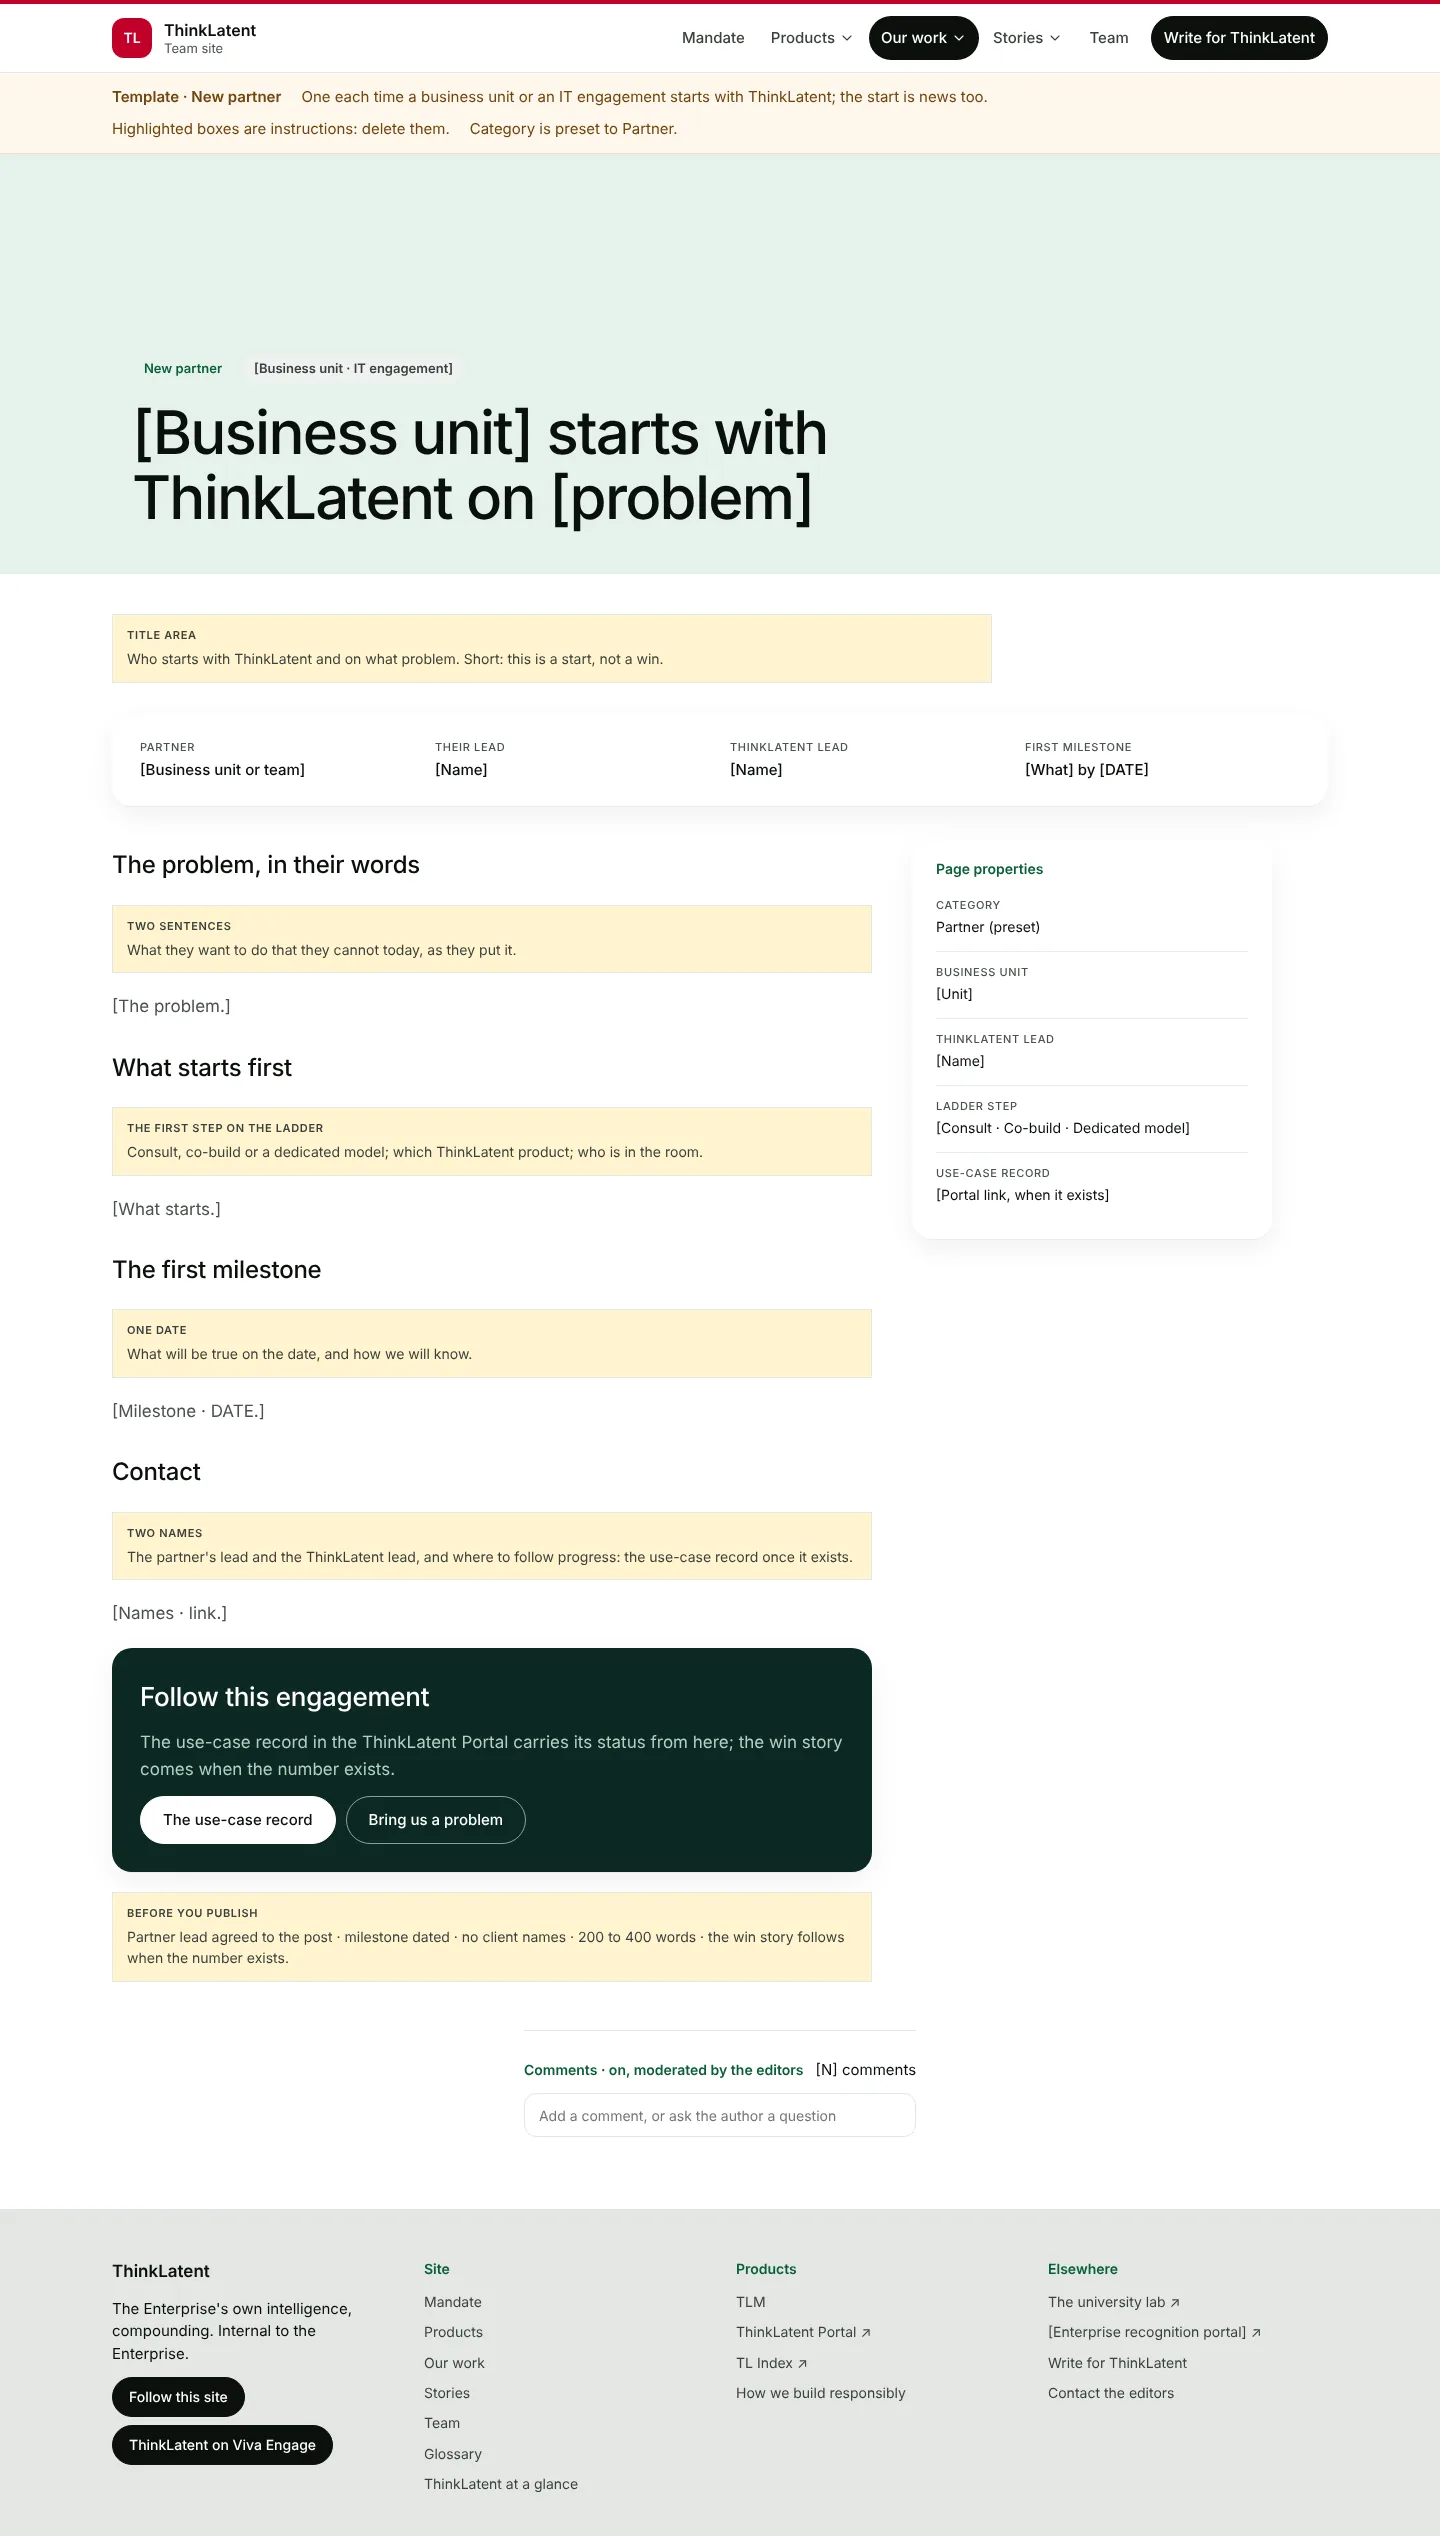 TL
ThinkLatent
Team site
Mandate
Products
Our work
Stories
Team
Write for ThinkLatent
Template · New partner One each time a business unit or an IT engagement starts with ThinkLatent; the start is news too.
Highlighted boxes are instructions: delete them. Category is preset to Partner.
New partner
[Business unit · IT engagement]
[Business unit] starts with
ThinkLatent on [problem]
TITLE AREA
Who starts with ThinkLatent and on what problem. Short: this is a start, not a win.
PARTNER
[Business unit or team]
THEIR LEAD
[Name]
THINKLATENT LEAD
[Name]
FIRST MILESTONE
[What] by [DATE]
The problem, in their words
TWO SENTENCES
What they want to do that they cannot today, as they put it.
[The problem.]
What starts first
THE FIRST STEP ON THE LADDER
Consult, co-build or a dedicated model; which ThinkLatent product; who is in the room.
[What starts.]
The first milestone
ONE DATE
What will be true on the date, and how we will know.
[Milestone · DATE.]
Contact
TWO NAMES
The partner's lead and the ThinkLatent lead, and where to follow progress: the use-case record once it exists.
[Names · link.]
Follow this engagement
The use-case record in the ThinkLatent Portal carries its status from here; the win story
comes when the number exists.
The use-case record
Bring us a problem
BEFORE YOU PUBLISH
Partner lead agreed to the post · milestone dated · no client names · 200 to 400 words · the win story follows
when the number exists.
Page properties
CATEGORY
Partner (preset)
BUSINESS UNIT
[Unit]
THINKLATENT LEAD
[Name]
LADDER STEP
[Consult · Co-build · Dedicated model]
USE-CASE RECORD
[Portal link, when it exists]
Comments · on, moderated by the editors
[N] comments
Add a comment, or ask the author a question
ThinkLatent
The Enterprise's own intelligence,
compounding. Internal to the
Enterprise.
Follow this site
ThinkLatent on Viva Engage
Site
Mandate
Products
Our work
Stories
Team
Glossary
ThinkLatent at a glance
Products
TLM
ThinkLatent Portal ↗
TL Index ↗
How we build responsibly
Elsewhere
The university lab ↗
[Enterprise recognition portal] ↗
Write for ThinkLatent
Contact the editors